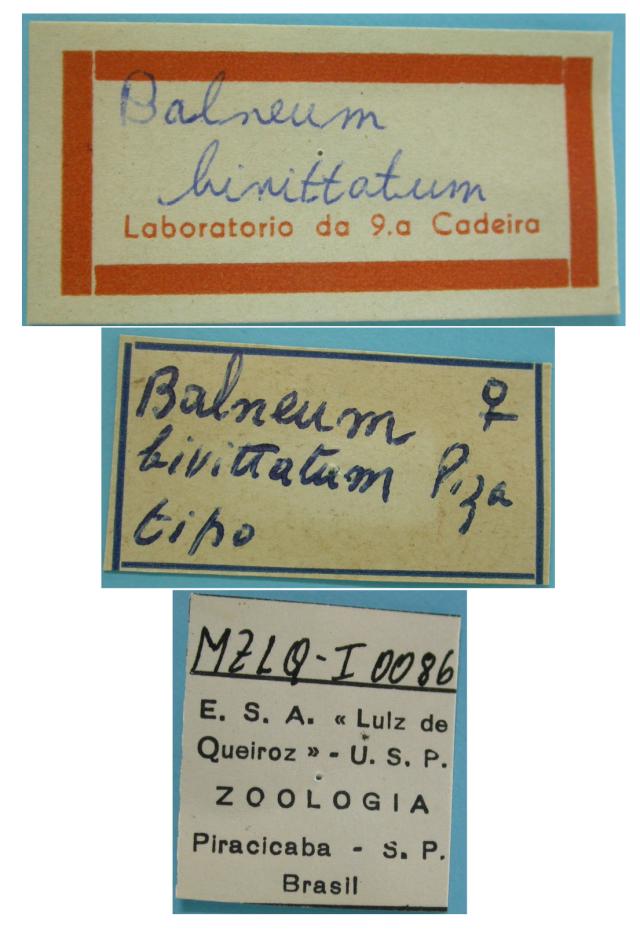 Balneum
bivittatum
Laboratorio da 9.a Cadeira
Balneum ♀
bivittatum Piza
tipo
MZLQ-I 0086
E. S. A. « Luiz de
Queiroz » - U. S. P.
ZOOLOGIA
Piracicaba - S. P.
Brasil